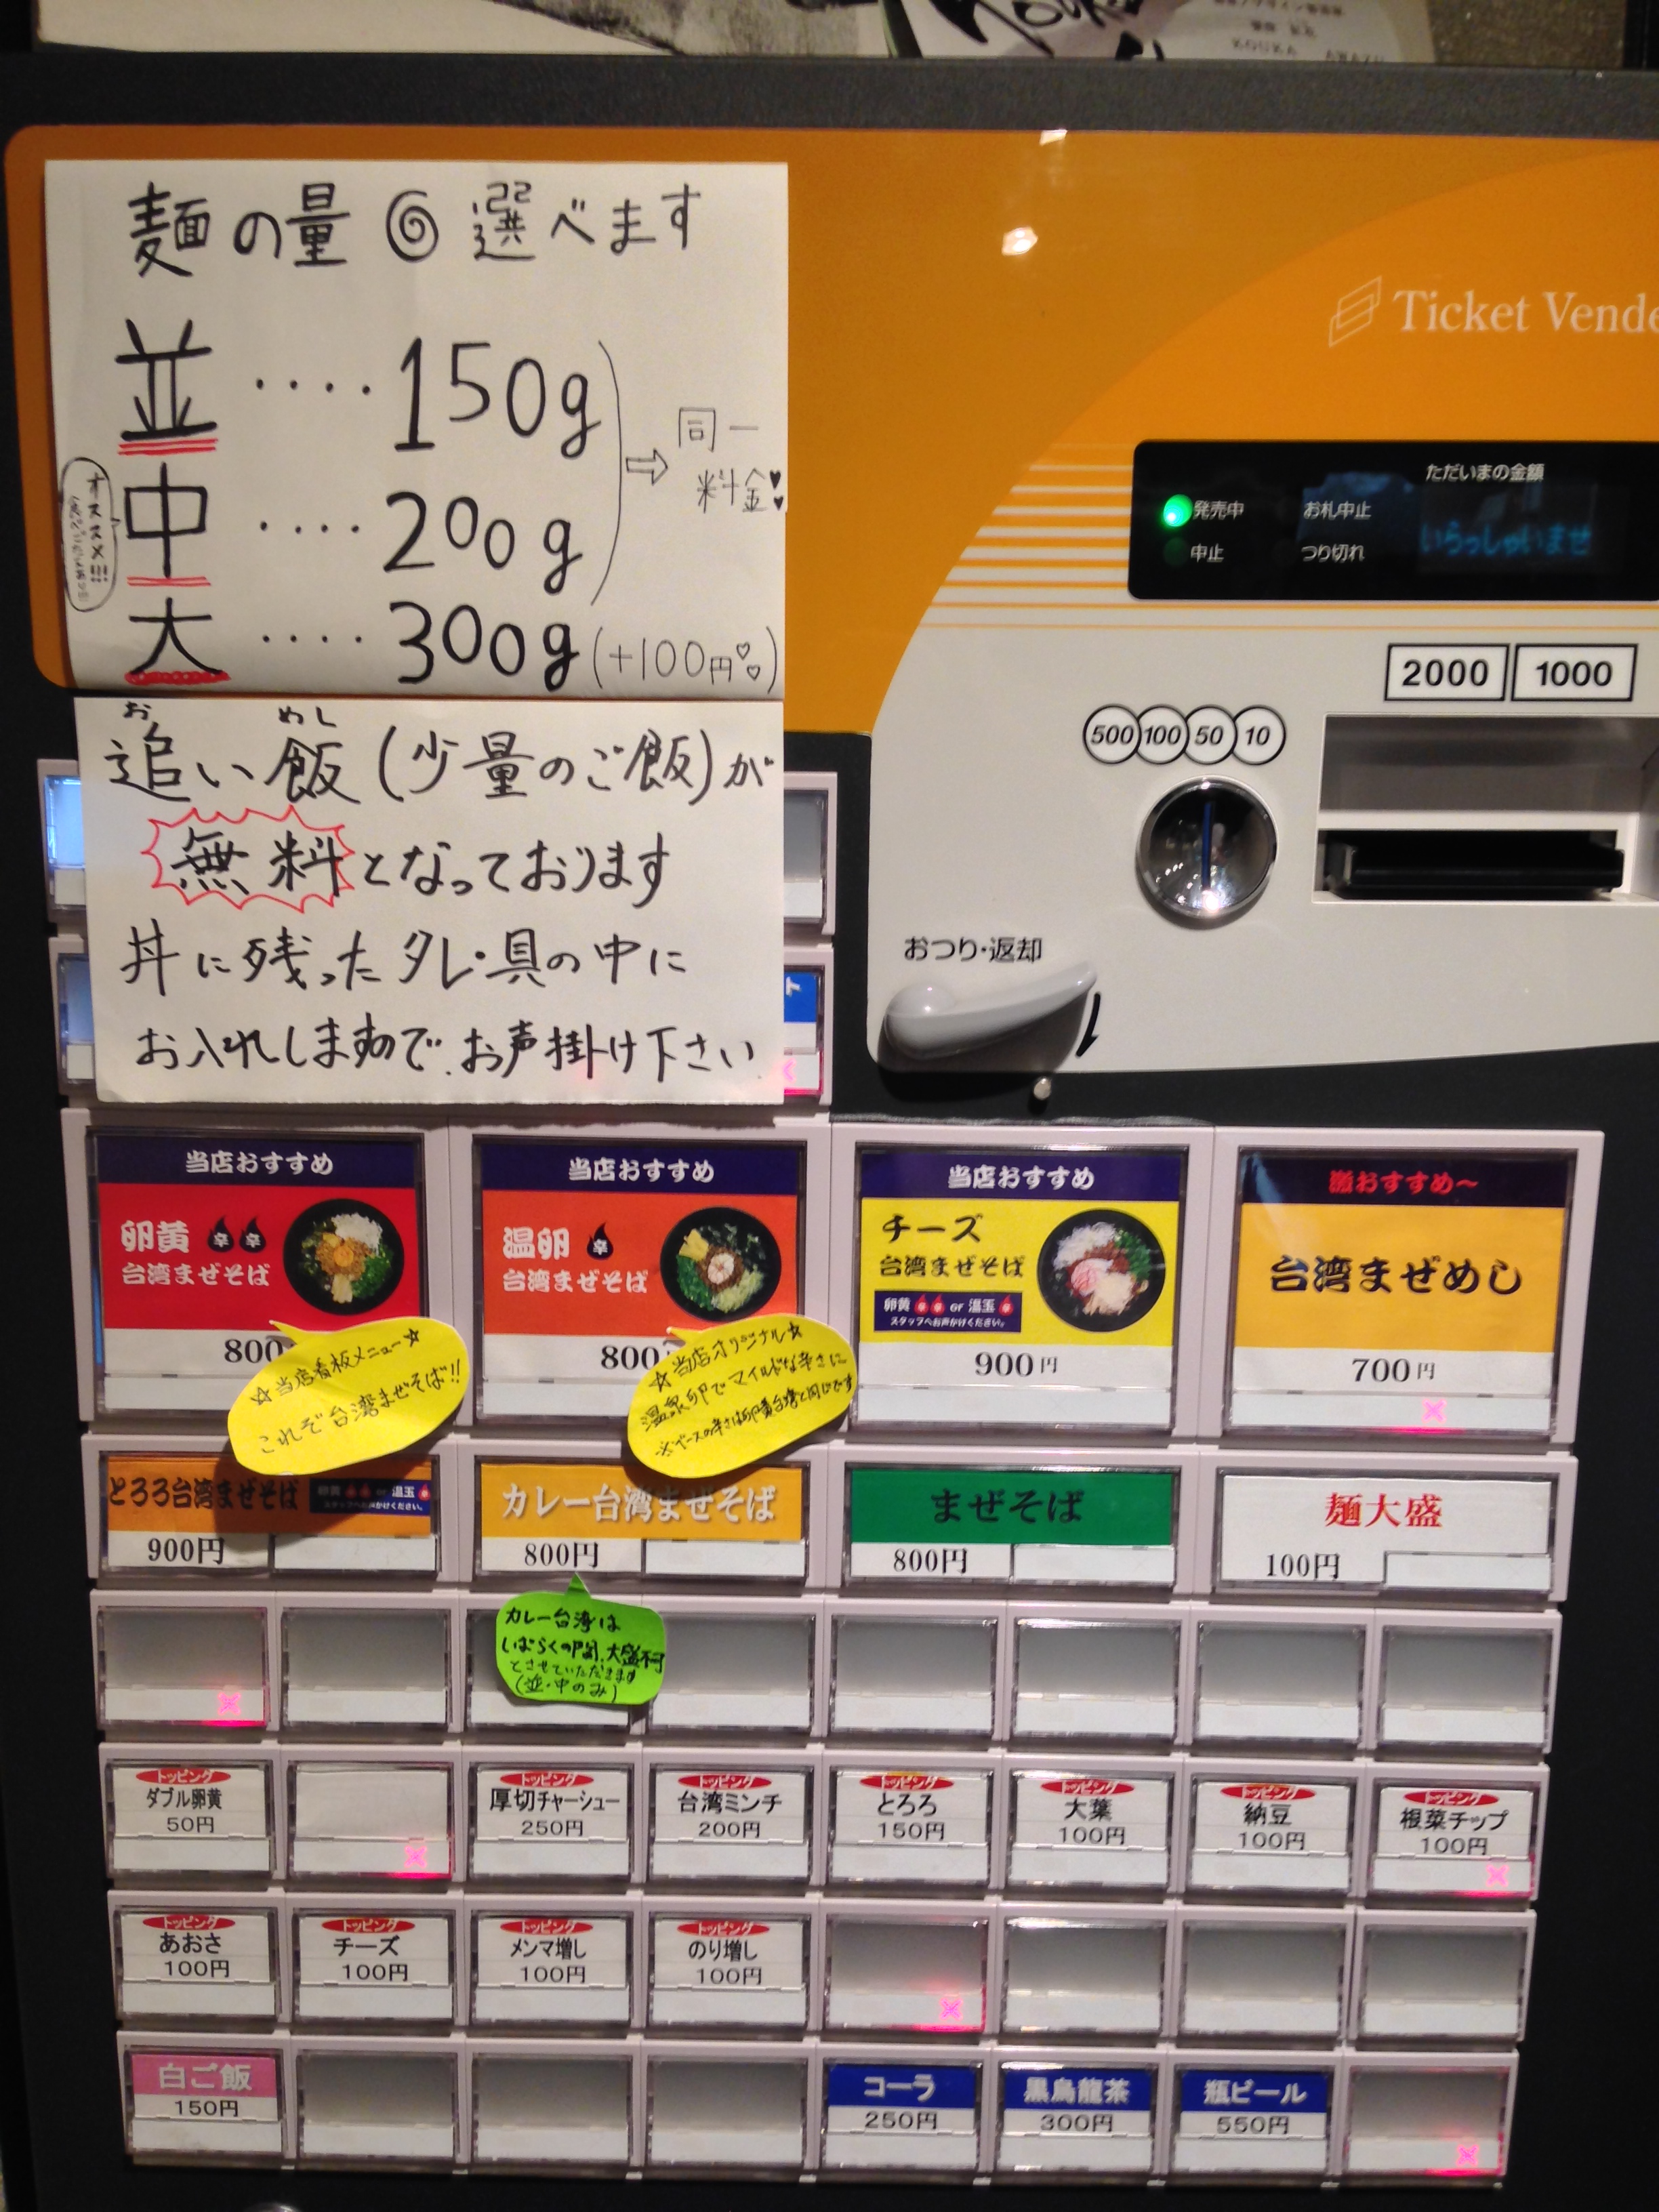 麺の量 選べます
並 ････ 150g
中 ････ 200g
大 ････ 300g (+100円)
同一
料金
オススメ!!!
お めし
追い飯 (少量のご飯)が
無料となっております
丼に残ったタレ・具の中に
お入れしますので、お声掛け下さい
Ticket Vende
ただいまの金額
発売中 お札中止
いらっしゃいませ
中止 つり切れ
2000 1000
500 100 50 10
おつり・返却
ト
当店おすすめ
卵黄 辛 辛
台湾まぜそば
800
当店おすすめ
温卵 辛
台湾まぜそば
800
当店おすすめ
チーズ
台湾まぜそば
卵黄 辛 辛 or 温玉 辛
スタッフへお声がけください。
900円
激おすすめ〜
台湾まぜめし
700円
☆当店看板メニュー☆
これぞ台湾まぜそば!!
☆当店オリジナル☆
温泉卵でマイルドな辛さに
※ベースの辛さは卵黄台湾と同じです
とろろ台湾まぜそば
卵黄 or 温玉
スタッフへお声がけください。
900円
カレー台湾まぜそば
800円
まぜそば
800円
麺大盛
100円
カレー台湾は
しばらくの間、大盛不可
とさせていただきます
(並・中のみ)
トッピング
ダブル卵黄
50円
トッピング
厚切チャーシュー
250円
トッピング
台湾ミンチ
200円
トッピング
とろろ
150円
トッピング
大葉
100円
トッピング
納豆
100円
トッピング
根菜チップ
100円
トッピング
あおさ
100円
トッピング
チーズ
100円
トッピング
メンマ増し
100円
トッピング
のり増し
100円
白ご飯
150円
コーラ
250円
黒烏龍茶
300円
瓶ビール
550円